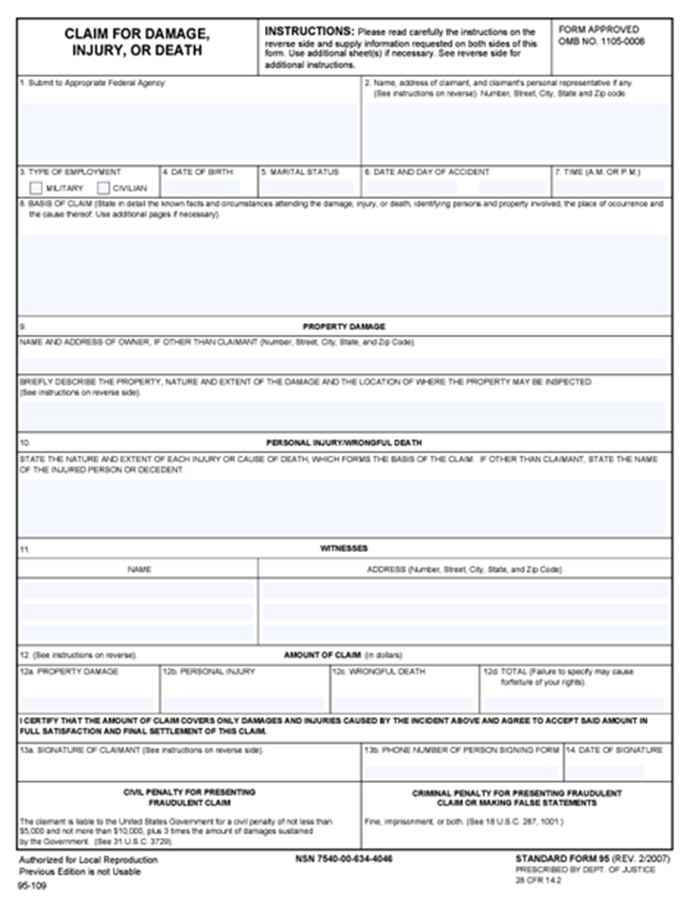 CLAIM FOR DAMAGE,
INJURY, OR DEATH
INSTRUCTIONS: Please read carefully the instructions on the
reverse side and supply information requested on both sides of this
form. Use additional sheet(s) if necessary. See reverse side for
additional instructions.
FORM APPROVED
OMB NO. 1105-0008
1. Submit to Appropriate Federal Agency:
2. Name, address of claimant, and claimant's personal representative if any.
(See instructions on reverse). Number, Street, City, State and Zip code.
3. TYPE OF EMPLOYMENT
MILITARY CIVILIAN
4. DATE OF BIRTH
5. MARITAL STATUS
6. DATE AND DAY OF ACCIDENT
7. TIME (A.M. OR P.M.)
8. BASIS OF CLAIM (State in detail the known facts and circumstances attending the damage, injury, or death, identifying persons and property involved, the place of occurrence and
the cause thereof. Use additional pages if necessary).
9. PROPERTY DAMAGE
NAME AND ADDRESS OF OWNER, IF OTHER THAN CLAIMANT (Number, Street, City, State, and Zip Code).
BRIEFLY DESCRIBE THE PROPERTY, NATURE AND EXTENT OF THE DAMAGE AND THE LOCATION OF WHERE THE PROPERTY MAY BE INSPECTED.
(See instructions on reverse side).
10. PERSONAL INJURY/WRONGFUL DEATH
STATE THE NATURE AND EXTENT OF EACH INJURY OR CAUSE OF DEATH, WHICH FORMS THE BASIS OF THE CLAIM. IF OTHER THAN CLAIMANT, STATE THE NAME
OF THE INJURED PERSON OR DECEDENT.
11. WITNESSES
NAME
ADDRESS (Number, Street, City, State, and Zip Code)
12. (See instructions on reverse). AMOUNT OF CLAIM (in dollars)
12a. PROPERTY DAMAGE
12b. PERSONAL INJURY
12c. WRONGFUL DEATH
12d. TOTAL (Failure to specify may cause
forfeiture of your rights).
I CERTIFY THAT THE AMOUNT OF CLAIM COVERS ONLY DAMAGES AND INJURIES CAUSED BY THE INCIDENT ABOVE AND AGREE TO ACCEPT SAID AMOUNT IN
FULL SATISFACTION AND FINAL SETTLEMENT OF THIS CLAIM.
13a. SIGNATURE OF CLAIMANT (See instructions on reverse side).
13b. PHONE NUMBER OF PERSON SIGNING FORM
14. DATE OF SIGNATURE
CIVIL PENALTY FOR PRESENTING
FRAUDULENT CLAIM
The claimant is liable to the United States Government for a civil penalty of not less than
$5,000 and not more than $10,000, plus 3 times the amount of damages sustained
by the Government. (See 31 U.S.C. 3729).
CRIMINAL PENALTY FOR PRESENTING FRAUDULENT
CLAIM OR MAKING FALSE STATEMENTS
Fine, imprisonment, or both. (See 18 U.S.C. 287, 1001.)
Authorized for Local Reproduction
Previous Edition is not Usable
95-109
NSN 7540-00-634-4046
STANDARD FORM 95 (REV. 2/2007)
PRESCRIBED BY DEPT. OF JUSTICE
28 CFR 14.2